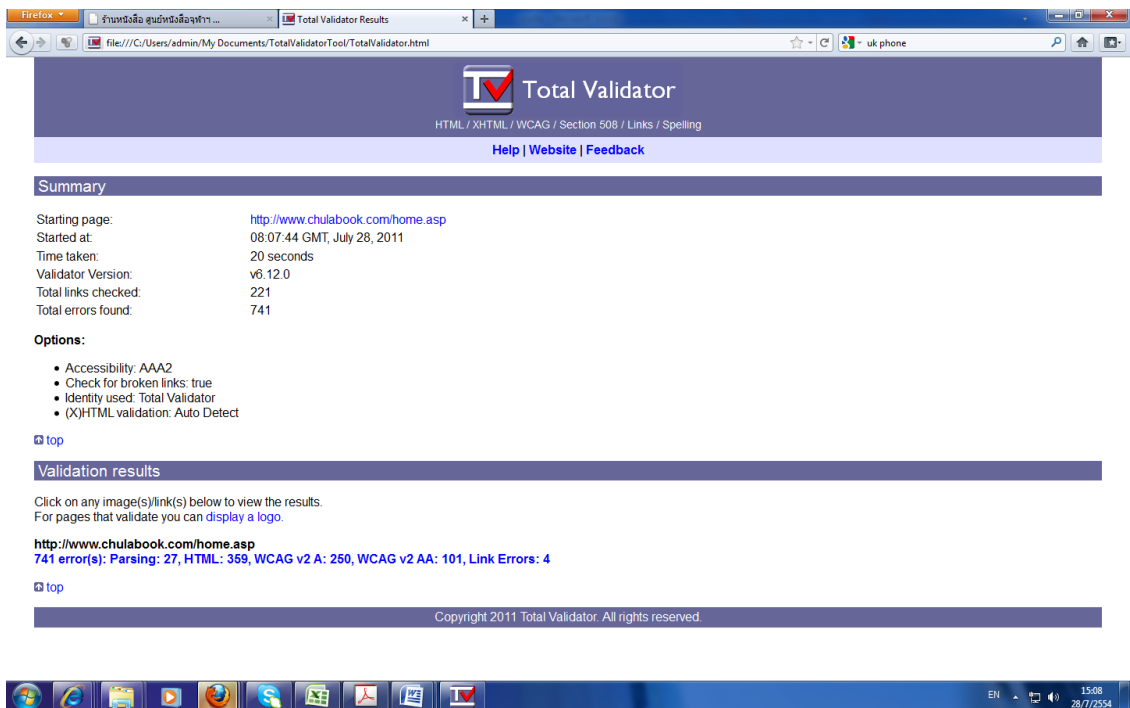 Firefox
ร้านหนังสือ ศูนย์หนังสือจุฬาฯ ...
Total Validator Results
file:///C:/Users/admin/My Documents/TotalValidatorTool/TotalValidator.html
uk phone
Total Validator
HTML / XHTML / WCAG / Section 508 / Links / Spelling
Help | Website | Feedback
Summary
Starting page: http://www.chulabook.com/home.asp
Started at: 08:07:44 GMT, July 28, 2011
Time taken: 20 seconds
Validator Version: v6.12.0
Total links checked: 221
Total errors found: 741
Options:
• Accessibility: AAA2
• Check for broken links: true
• Identity used: Total Validator
• (X)HTML validation: Auto Detect
top
Validation results
Click on any image(s)/link(s) below to view the results.
For pages that validate you can display a logo.
http://www.chulabook.com/home.asp
741 error(s): Parsing: 27, HTML: 359, WCAG v2 A: 250, WCAG v2 AA: 101, Link Errors: 4
top
Copyright 2011 Total Validator. All rights reserved.
EN
15:08
28/7/2554